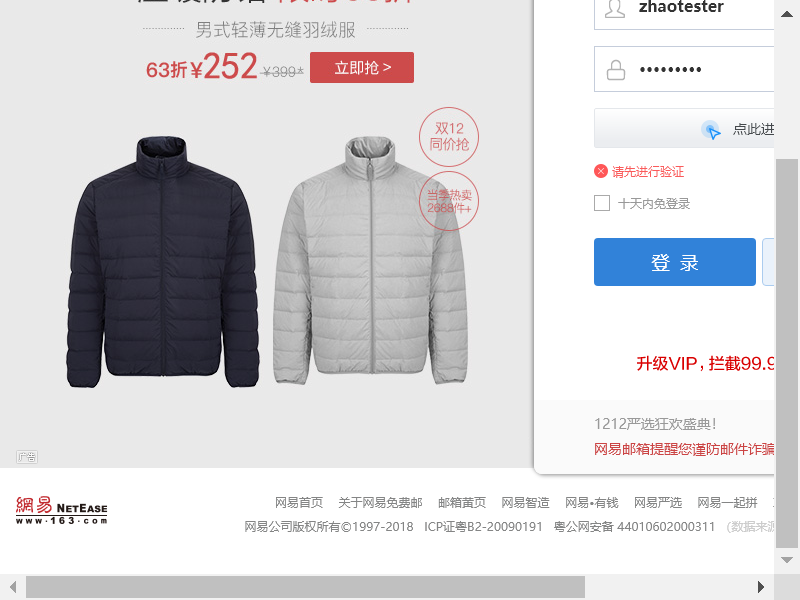 男式轻薄无缝羽绒服
63折 ¥252 ¥399* 立即抢 >
双12
同价抢
当季热卖
2688件+
广告
zhaotester
•••••••••
点此进
请先进行验证
十天内免登录
登 录
升级VIP，拦截99.9
1212严选狂欢盛典！
网易邮箱提醒您谨防邮件诈骗
網易 NETEASE
www.163.com
网易首页 关于网易免费邮 邮箱黄页 网易智造 网易•有钱 网易严选 网易一起拼
网易公司版权所有©1997-2018 ICP证粤B2-20090191 粤公网安备 44010602000311 (数据来源